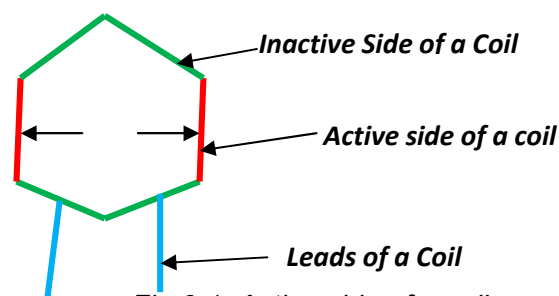 Inactive Side of a Coil
Active side of a coil
Leads of a Coil